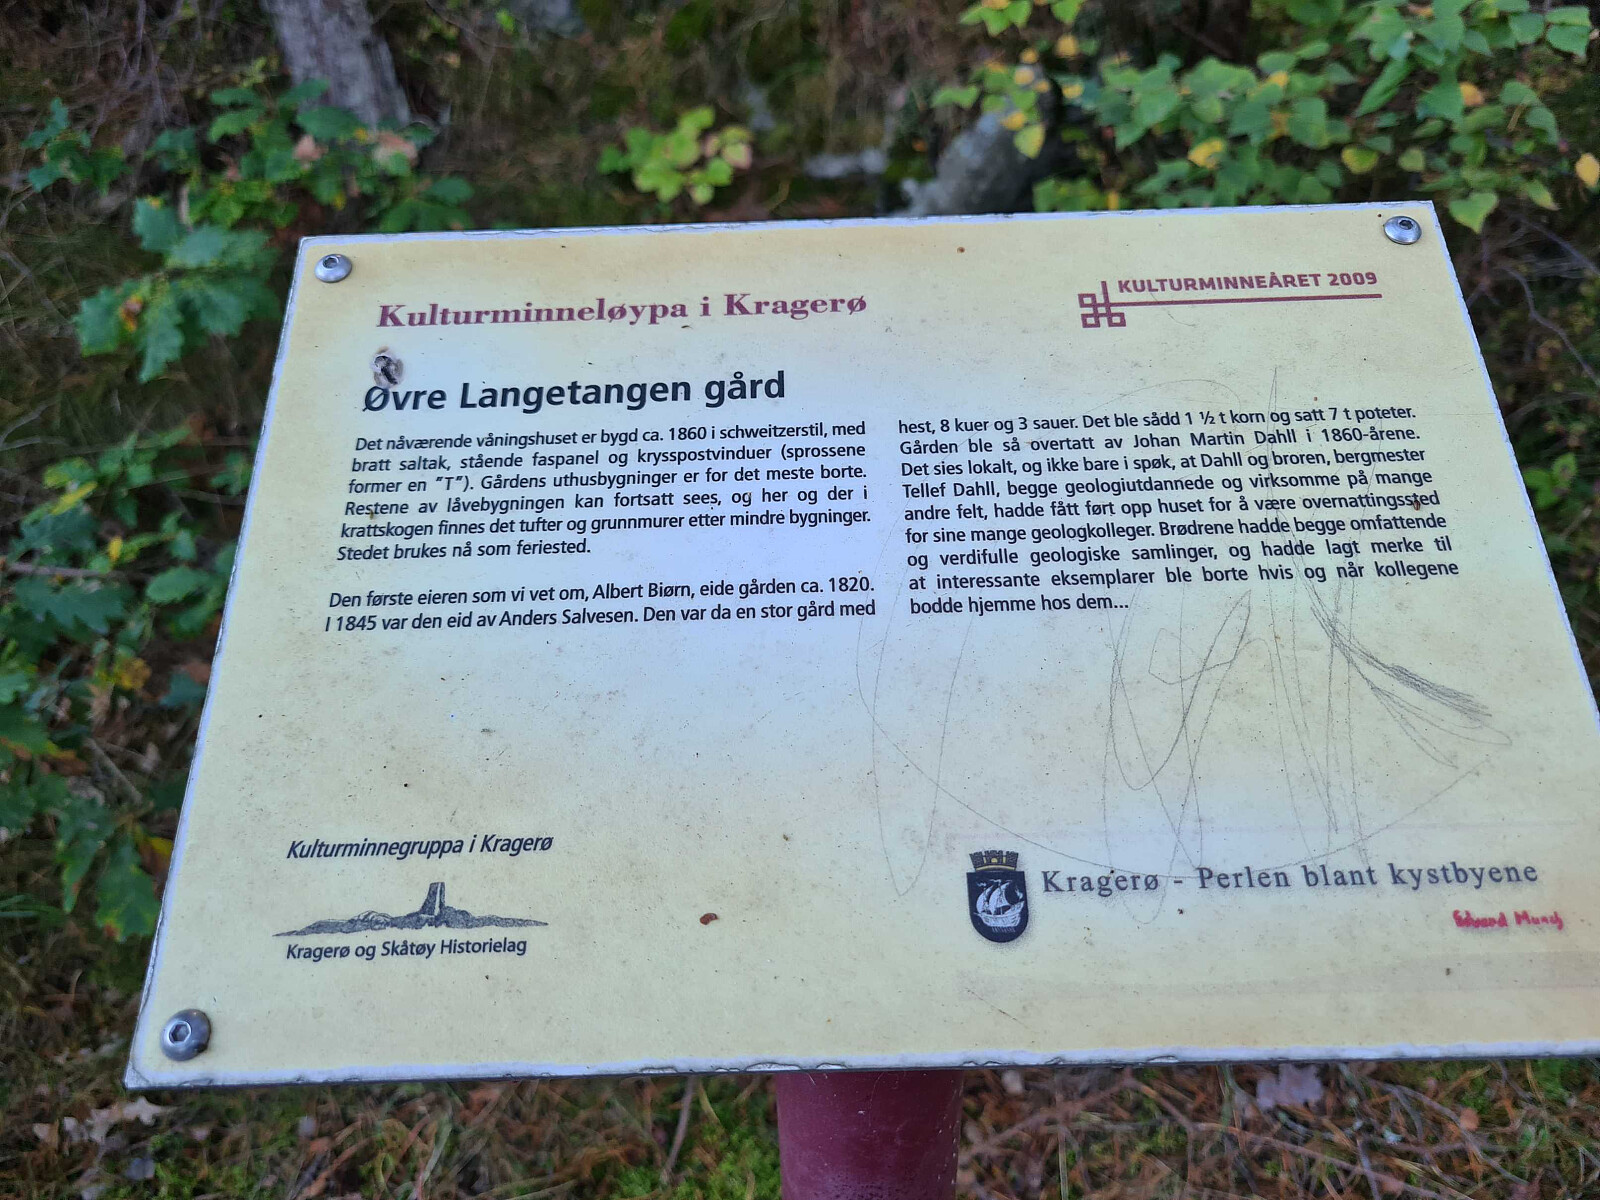 Kulturminneløypa i Kragerø
KULTURMINNEÅRET 2009
Øvre Langetangen gård
Det nåværende våningshuset er bygd ca. 1860 i schweitzerstil, med
bratt saltak, stående faspanel og krysspostvinduer (sprossene
former en "T"). Gårdens uthusbygninger er for det meste borte.
Restene av låvebygningen kan fortsatt sees, og her og der i
krattskogen finnes det tufter og grunnmurer etter mindre bygninger.
Stedet brukes nå som feriested.
Den første eieren som vi vet om, Albert Biørn, eide gården ca. 1820.
I 1845 var den eid av Anders Salvesen. Den var da en stor gård med
hest, 8 kuer og 3 sauer. Det ble sådd 1 ½ t korn og satt 7 t poteter.
Gården ble så overtatt av Johan Martin Dahll i 1860-årene.
Det sies lokalt, og ikke bare i spøk, at Dahll og broren, bergmester
Tellef Dahll, begge geologiutdannede og virksomme på mange
andre felt, hadde fått ført opp huset for å være overnattingssted
for sine mange geologkolleger. Brødrene hadde begge omfattende
og verdifulle geologiske samlinger, og hadde lagt merke til
at interessante eksemplarer ble borte hvis og når kollegene
bodde hjemme hos dem...
Kulturminnegruppa i Kragerø
Kragerø og Skåtøy Historielag
Kragerø - Perlen blant kystbyene
Edvard Munch